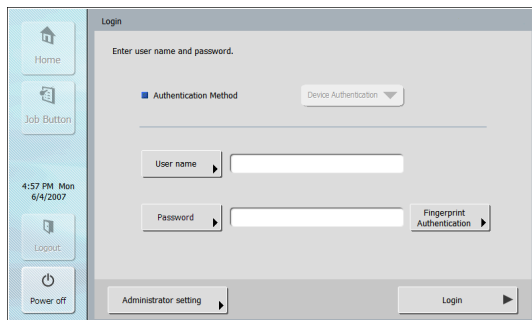 Login
Home
Enter user name and password.
Authentication Method
Device Authentication
Job Button
User name
4:57 PM Mon
6/4/2007
Password
Fingerprint
Authentication
Logout
Power off
Administrator setting
Login